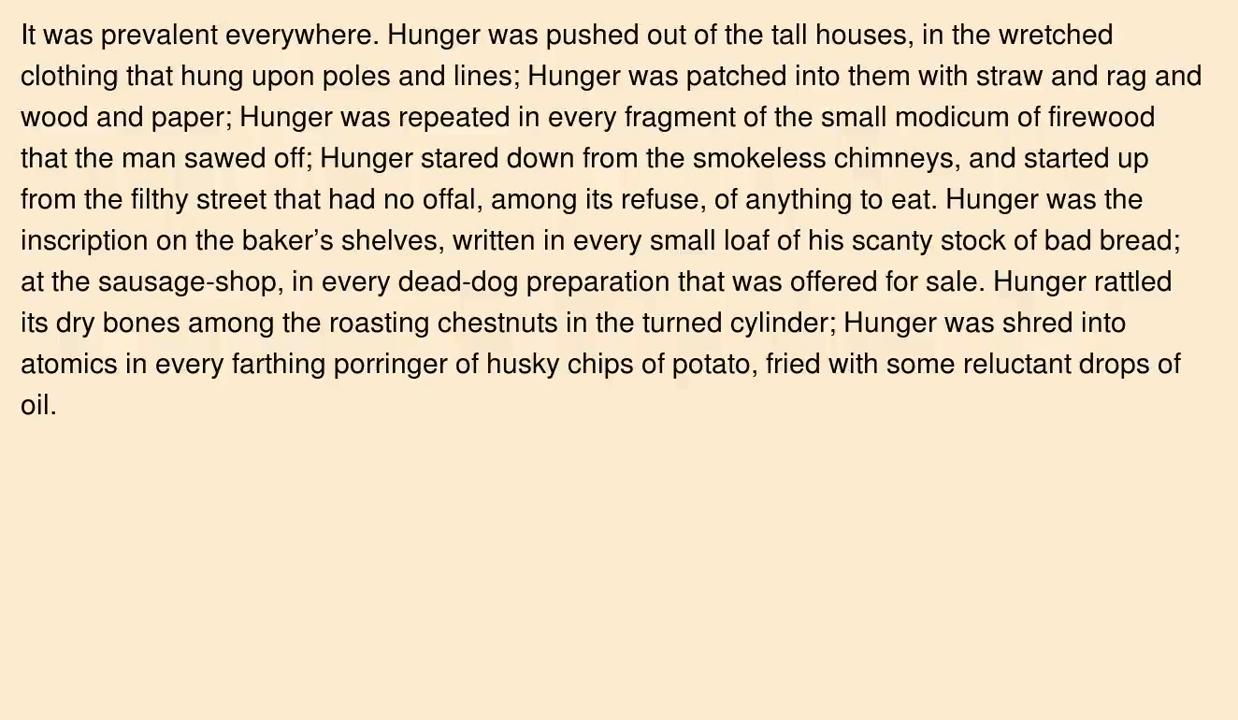 It was prevalent everywhere. Hunger was pushed out of the tall houses, in the wretched
clothing that hung upon poles and lines; Hunger was patched into them with straw and rag and
wood and paper; Hunger was repeated in every fragment of the small modicum of firewood
that the man sawed off; Hunger stared down from the smokeless chimneys, and started up
from the filthy street that had no offal, among its refuse, of anything to eat. Hunger was the
inscription on the baker’s shelves, written in every small loaf of his scanty stock of bad bread;
at the sausage-shop, in every dead-dog preparation that was offered for sale. Hunger rattled
its dry bones among the roasting chestnuts in the turned cylinder; Hunger was shred into
atomics in every farthing porringer of husky chips of potato, fried with some reluctant drops of
oil.